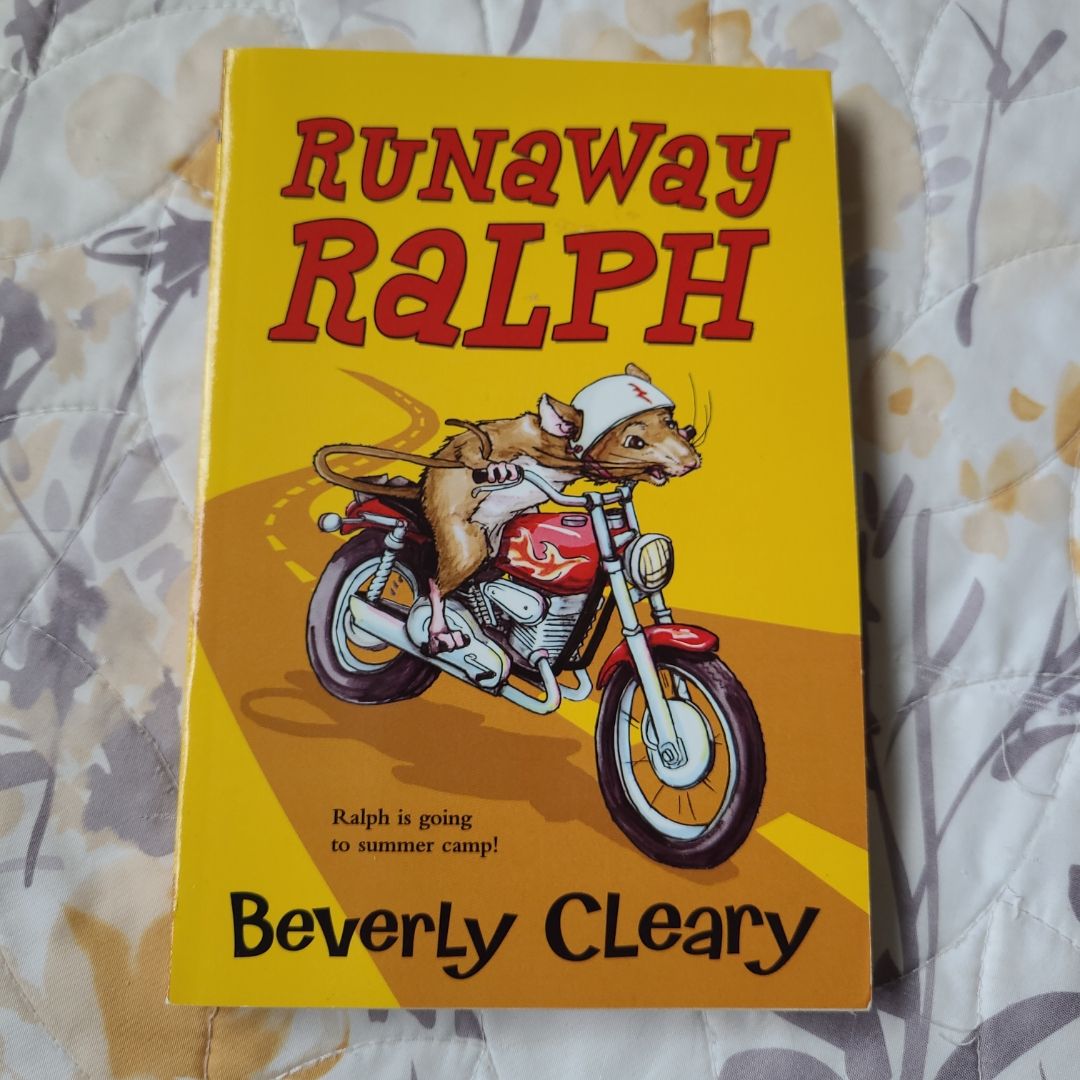 RUNaWay
RaLPH
Ralph is going
to summer camp!
BeverLy CLeary